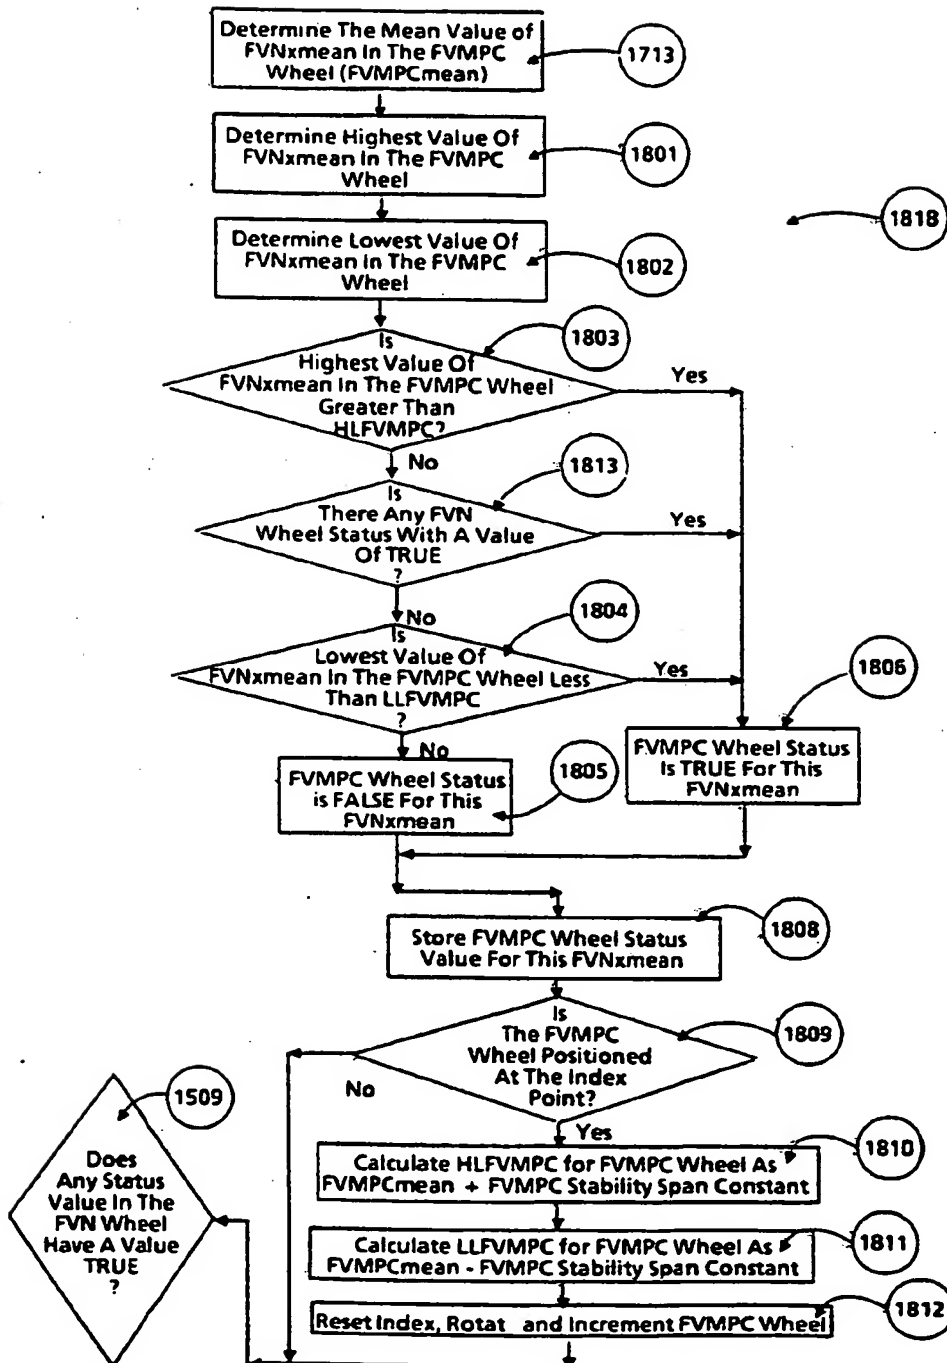 Determine The Mean Value of
FVNxmean In The FVMPC
Wheel (FVMPCmean)
1713
Determine Highest Value Of
FVNxmean In The FVMPC
Wheel
1801
1818
Determine Lowest Value Of
FVNxmean In The FVMPC
Wheel
1802
Is
Highest Value Of
FVNxmean In The FVMPC Wheel
Greater Than
HLFVMPC?
1803
Yes
No
Is
There Any FVN
Wheel Status With A Value
Of TRUE
?
1813
Yes
No
Is
Lowest Value Of
FVNxmean In The FVMPC Wheel Less
Than LLFVMPC
?
1804
Yes
No
1806
FVMPC Wheel Status
Is TRUE For This
FVNxmean
FVMPC Wheel Status
is FALSE For This
FVNxmean
1805
Store FVMPC Wheel Status
Value For This FVNxmean
1808
Is
The FVMPC
Wheel Positioned
At The Index
Point?
1809
No
Yes
1509
Does
Any Status
Value In The
FVN Wheel
Have A Value
TRUE
?
Calculate HLFVMPC for FVMPC Wheel As
FVMPCmean + FVMPC Stability Span Constant
1810
Calculate LLFVMPC for FVMPC Wheel As
FVMPCmean - FVMPC Stability Span Constant
1811
Reset Index, Rotat and Increment FVMPC Wheel
1812